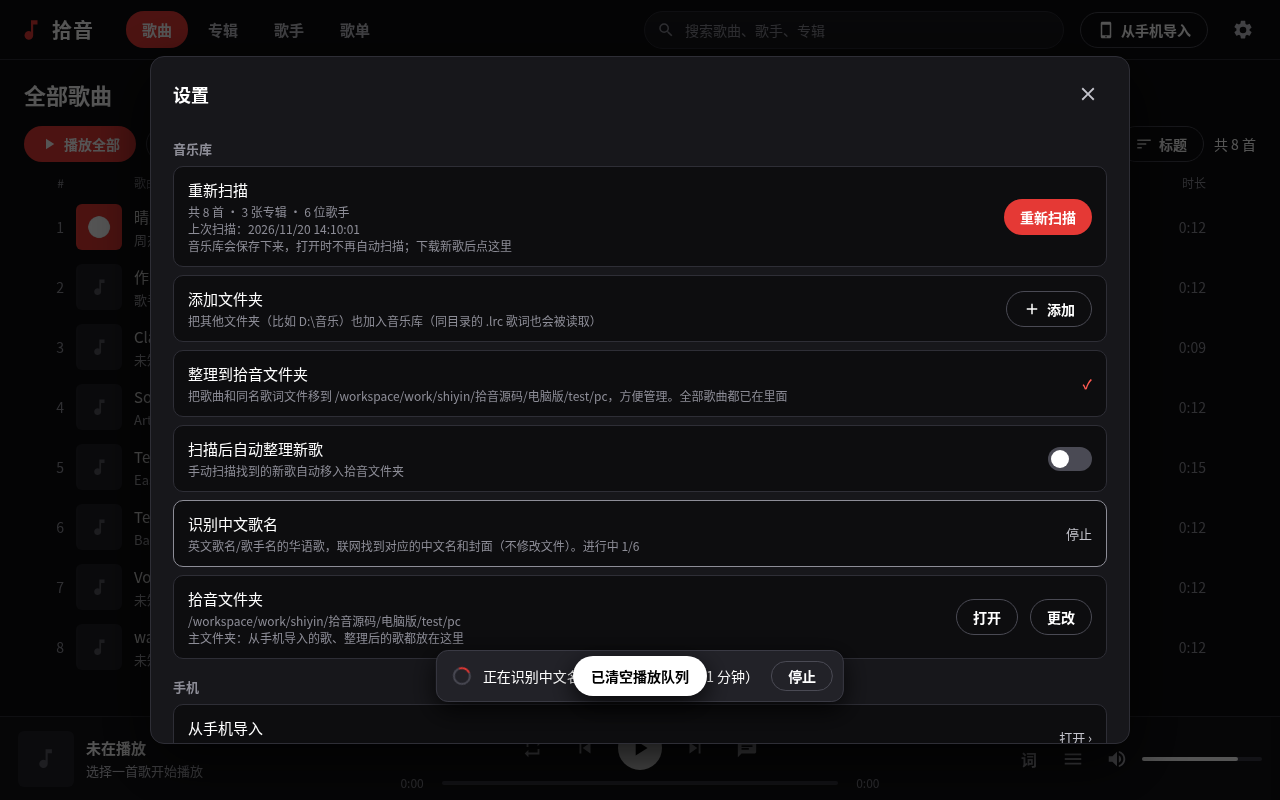 拾音
歌曲
专辑
歌手
歌单
搜索歌曲、歌手、专辑
从手机导入
全部歌曲
播放全部
标题
共 8 首
#
时长
设置
音乐库
重新扫描
共 8 首 · 3 张专辑 · 6 位歌手
上次扫描：2026/11/20 14:10:01
音乐库会保存下来，打开时不再自动扫描；下载新歌后点这里
重新扫描
添加文件夹
把其他文件夹（比如 D:\音乐）也加入音乐库（同目录的 .lrc 歌词也会被读取）
添加
整理到拾音文件夹
把歌曲和同名歌词文件移到 /workspace/work/shiyin/拾音源码/电脑版/test/pc，方便管理。全部歌曲都已在里面
✓
扫描后自动整理新歌
手动扫描找到的新歌自动移入拾音文件夹
识别中文歌名
英文歌名/歌手名的华语歌，联网找到对应的中文名和封面（不修改文件）。进行中 1/6
停止
拾音文件夹
/workspace/work/shiyin/拾音源码/电脑版/test/pc
主文件夹：从手机导入的歌、整理后的歌都放在这里
打开
更改
手机
从手机导入
打开 ›
正在识别中文
已清空播放队列
1 分钟）
停止
1
晴
0:12
2
作
歌手
0:12
3
Cl
未
0:09
4
So
Art
0:12
5
Te
Ea
0:15
6
Te
Ba
0:12
7
Vo
未
0:12
8
wa
未
0:12
未在播放
选择一首歌开始播放
0:00
0:00
词